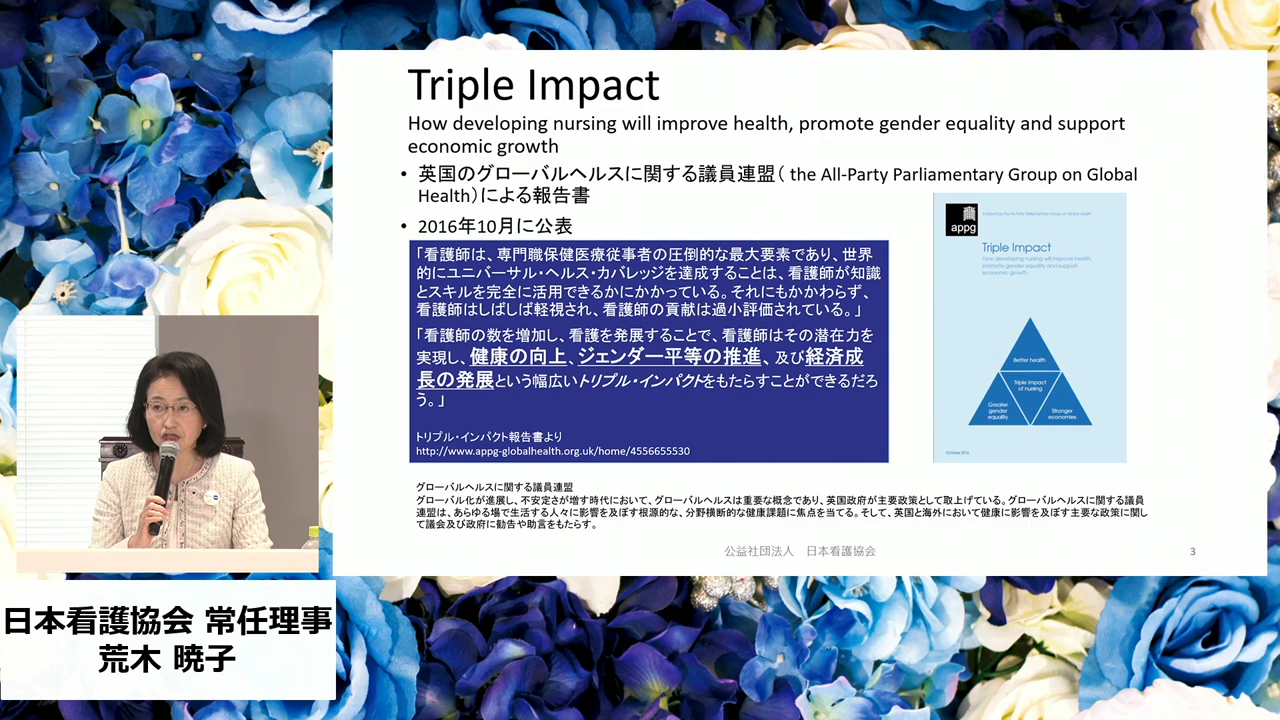 Triple Impact
How developing nursing will improve health, promote gender equality and support
economic growth
• 英国のグローバルヘルスに関する議員連盟( the All-Party Parliamentary Group on Global
Health)による報告書
• 2016年10月に公表
「看護師は、専門職保健医療従事者の圧倒的な最大要素であり、世界
的にユニバーサル・ヘルス・カバレッジを達成することは、看護師が知識
とスキルを完全に活用できるかにかかっている。それにもかかわらず、
看護師はしばしば軽視され、看護師の貢献は過小評価されている。」
「看護師の数を増加し、看護を発展することで、看護師はその潜在力を
実現し、健康の向上、ジェンダー平等の推進、及び経済成
長の発展という幅広いトリプル・インパクトをもたらすことができるだろ
う。」
トリプル・インパクト報告書より
http://www.appg-globalhealth.org.uk/home/4556655530
appg
A Report by the All-Party Parliamentary Group on Global Health
Triple Impact
How developing nursing will improve health,
promote gender equality and support
economic growth
Better health
Triple impact
of nursing
Greater
gender
equality
Stronger
economies
October 2016
グローバルヘルスに関する議員連盟
グローバル化が進展し、不安定さが増す時代において、グローバルヘルスは重要な概念であり、英国政府が主要政策として取上げている。グローバルヘルスに関する議員
連盟は、あらゆる場で生活する人々に影響を及ぼす根源的な、分野横断的な健康課題に焦点を当てる。そして、英国と海外において健康に影響を及ぼす主要な政策に関し
て議会及び政府に勧告や助言をもたらす。
公益社団法人 日本看護協会
3
日本看護協会 常任理事
荒木 暁子